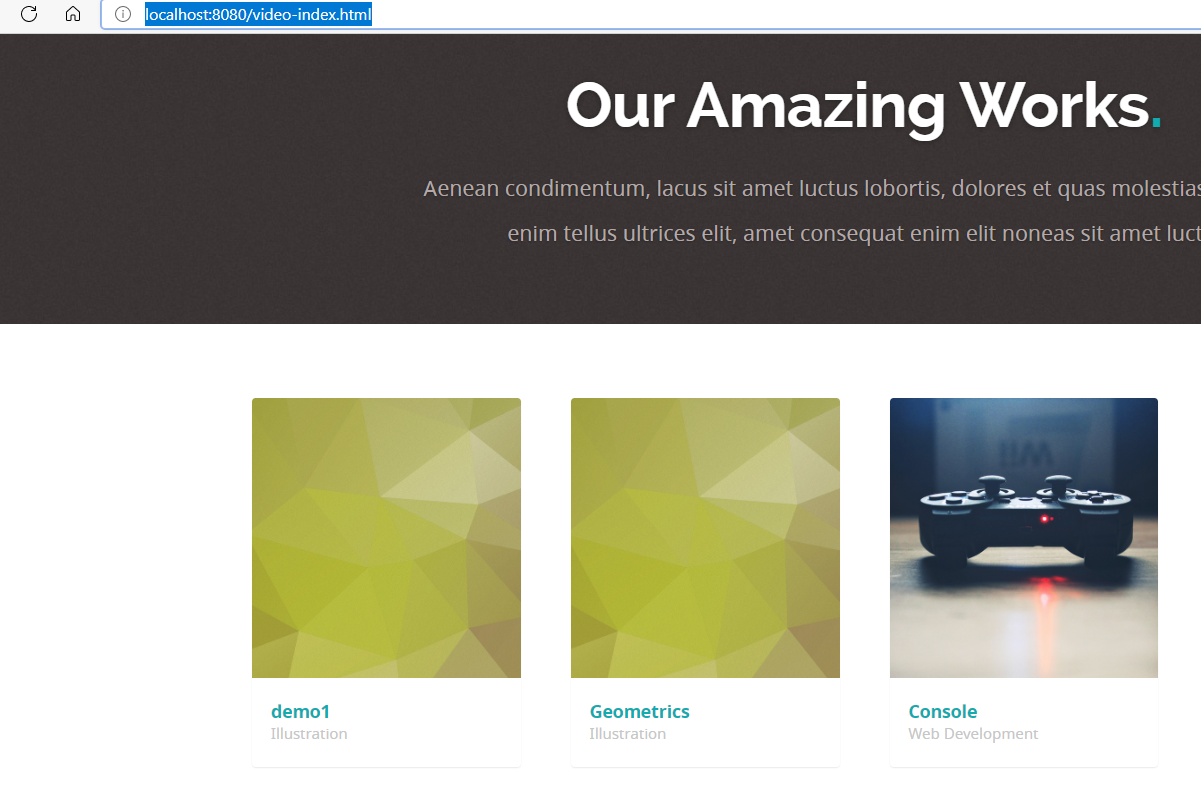 localhost:8080/video-index.html
Our Amazing Works.
Aenean condimentum, lacus sit amet luctus lobortis, dolores et quas molestias
enim tellus ultrices elit, amet consequat enim elit noneas sit amet luct
demo1
Illustration
Geometrics
Illustration
Console
Web Development